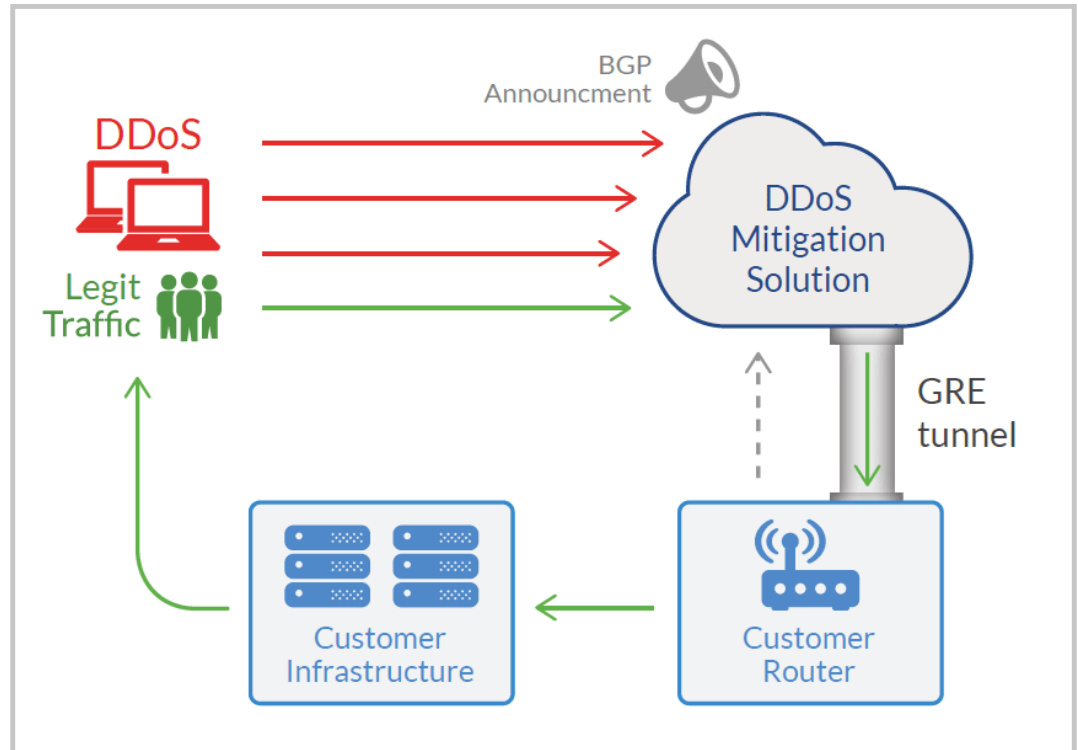 BGP
Announcment
DDoS
Legit
Traffic
DDoS
Mitigation
Solution
GRE
tunnel
Customer
Infrastructure
Customer
Router